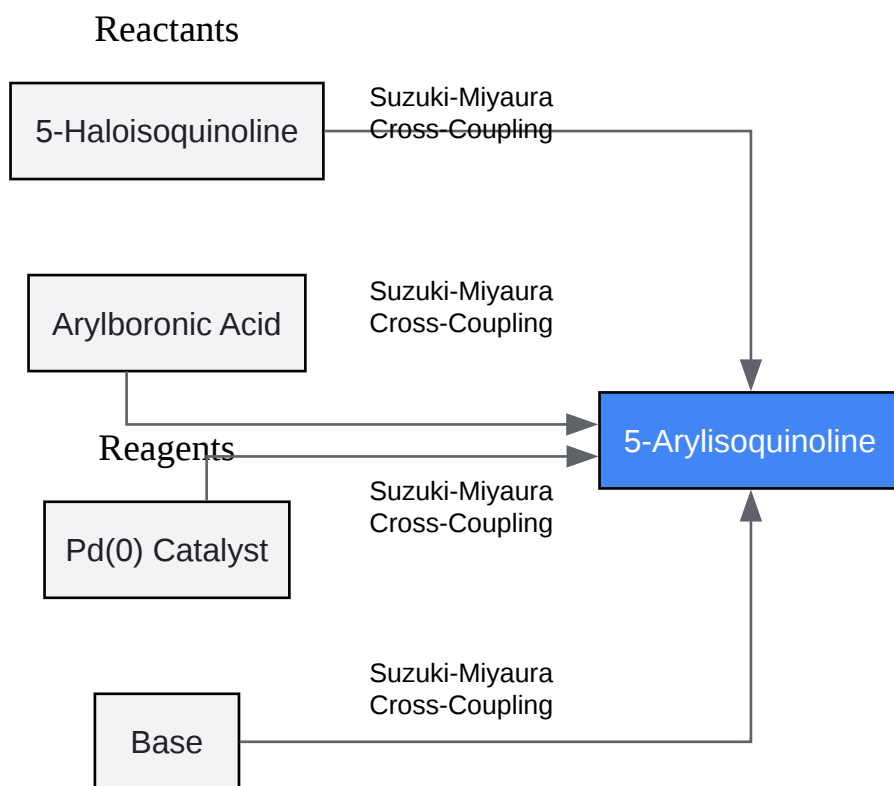 Reactants
5-Haloisoquinoline
Suzuki-Miyaura
Cross-Coupling
Arylboronic Acid
Suzuki-Miyaura
Cross-Coupling
5-Arylisoquinoline
Reagents
Pd(0) Catalyst
Suzuki-Miyaura
Cross-Coupling
Base
Suzuki-Miyaura
Cross-Coupling